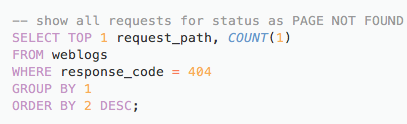 -- show all requests for status as PAGE NOT FOUND
SELECT TOP 1 request_path, COUNT(1)
FROM weblogs
WHERE response_code = 404
GROUP BY 1
ORDER BY 2 DESC;